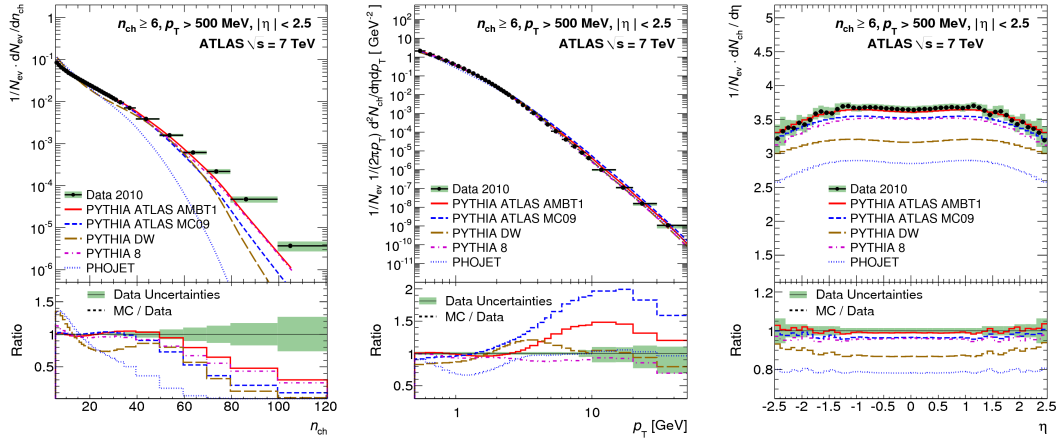 n_ch ≥ 6, p_T > 500 MeV, |η| < 2.5
ATLAS √s = 7 TeV
1/N_ev · dN_ev/dn_ch
10^-1
10^-2
10^-3
10^-4
10^-5
10^-6
Data 2010
PYTHIA ATLAS AMBT1
PYTHIA ATLAS MC09
PYTHIA DW
PYTHIA 8
PHOJET
Data Uncertainties
MC / Data
Ratio
1.5
1
0.5
20 40 60 80 100 120
n_ch
n_ch ≥ 6, p_T > 500 MeV, |η| < 2.5
ATLAS √s = 7 TeV
1/N_ev 1/(2πp_T) d²N_ch/dηdp_T [ GeV^-2 ]
10^2
10
1
10^-1
10^-2
10^-3
10^-4
10^-5
10^-6
10^-7
10^-8
10^-9
10^-10
10^-11
Data 2010
PYTHIA ATLAS AMBT1
PYTHIA ATLAS MC09
PYTHIA DW
PYTHIA 8
PHOJET
Data Uncertainties
MC / Data
Ratio
2
1.5
1
0.5
1 10
p_T [GeV]
n_ch ≥ 6, p_T > 500 MeV, |η| < 2.5
ATLAS √s = 7 TeV
1/N_ev · dN_ch / dη
5
4.5
4
3.5
3
2.5
2
1.5
Data 2010
PYTHIA ATLAS AMBT1
PYTHIA ATLAS MC09
PYTHIA DW
PYTHIA 8
PHOJET
Data Uncertainties
MC / Data
Ratio
1.2
1
0.8
-2.5 -2 -1.5 -1 -0.5 0 0.5 1 1.5 2 2.5
η